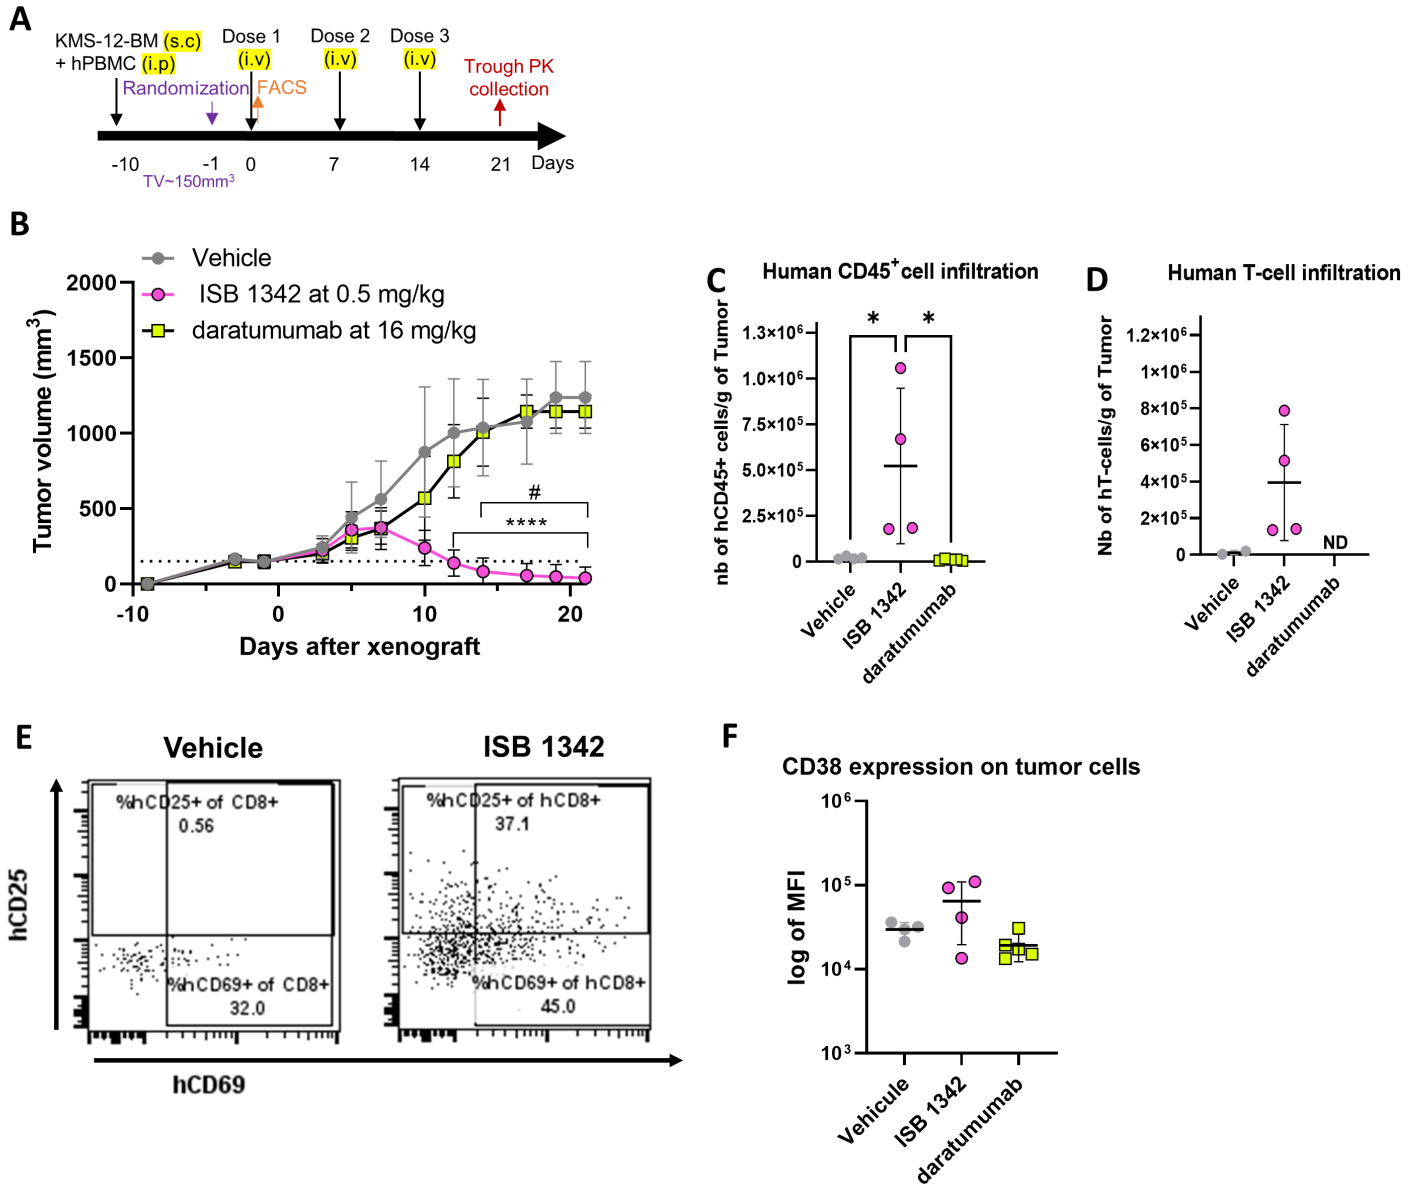 A
KMS-12-BM (s.c)
+ hPBMC (i.p)
Dose 1
(i.v)
Dose 2
(i.v)
Dose 3
(i.v)
Randomization
FACS
Trough PK
collection
-10
-1
0
7
14
21
Days
TV~150mm³
B
Vehicle
ISB 1342 at 0.5 mg/kg
daratumumab at 16 mg/kg
Tumor volume (mm³)
2000
1500
1000
500
0
#
****
-10
0
10
20
Days after xenograft
C
Human CD45⁺ cell infiltration
nb of hCD45+ cells/g of Tumor
1.3×10⁶
1.0×10⁶
7.5×10⁵
5.0×10⁵
2.5×10⁵
0
*
*
Vehicle
ISB 1342
daratumumab
D
Human T-cell infiltration
Nb of hT-cells/g of Tumor
1.2×10⁶
1×10⁶
8×10⁵
6×10⁵
4×10⁵
2×10⁵
0
ND
Vehicle
ISB 1342
daratumumab
E
Vehicle
ISB 1342
hCD25
%hCD25+ of CD8+
0.56
%hCD69+ of CD8+
32.0
%hCD25+ of hCD8+
37.1
%hCD69+ of hCD8+
45.0
hCD69
F
CD38 expression on tumor cells
log of MFI
10⁶
10⁵
10⁴
10³
Vehicule
ISB 1342
daratumumab